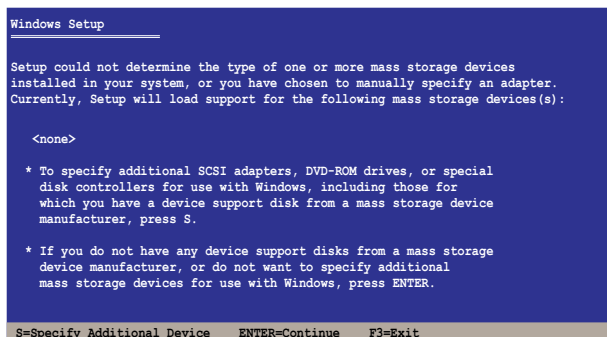 Windows Setup
Setup could not determine the type of one or more mass storage devices
installed in your system, or you have chosen to manually specify an adapter.
Currently, Setup will load support for the following mass storage devices(s):
<none>
* To specify additional SCSI adapters, DVD-ROM drives, or special
disk controllers for use with Windows, including those for
which you have a device support disk from a mass storage device
manufacturer, press S.
* If you do not have any device support disks from a mass storage
device manufacturer, or do not want to specify additional
mass storage devices for use with Windows, press ENTER.
S=Specify Additional Device ENTER=Continue F3=Exit